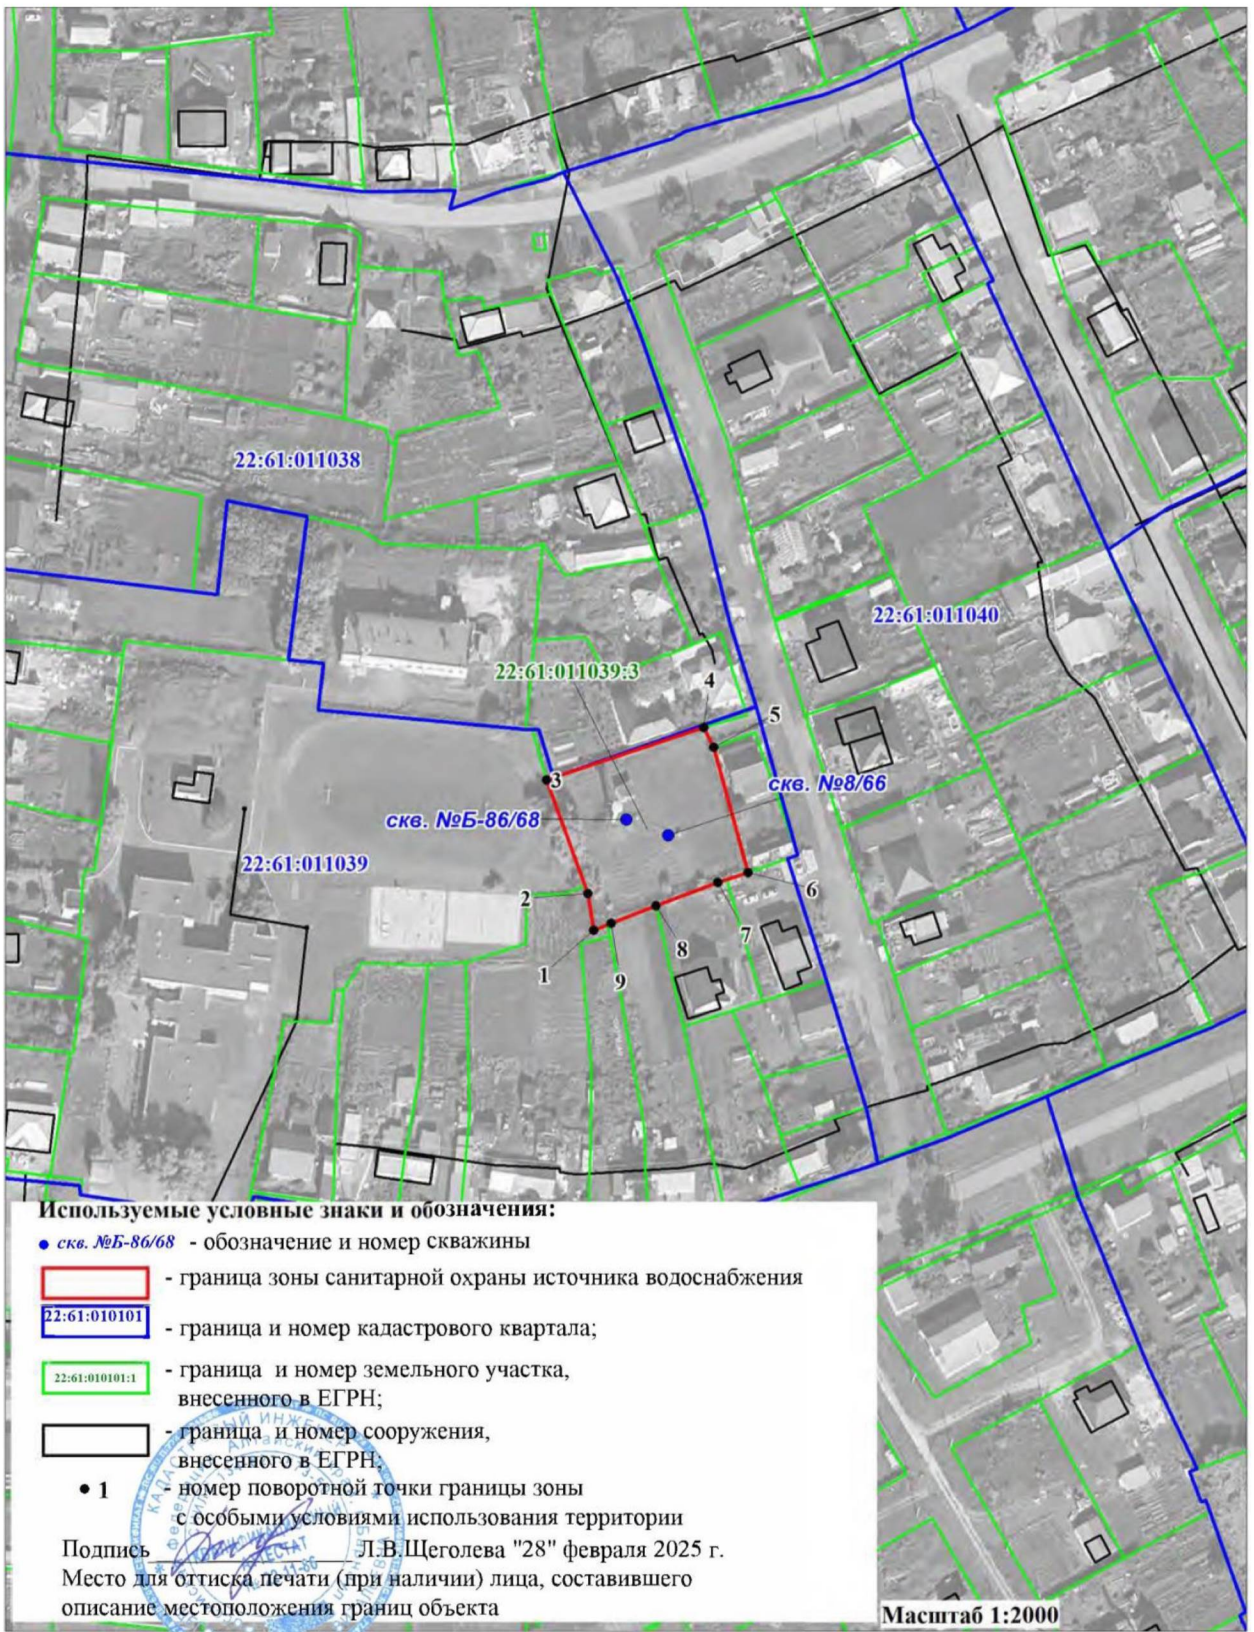 22:61:011038
22:61:011040
22:61:011039:3
4
5
3
скв. №8/66
скв. №Б-86/68
22:61:011039
2
6
1
9
8
7
Используемые условные знаки и обозначения:
скв. №Б-86/68 - обозначение и номер скважины
- граница зоны санитарной охраны источника водоснабжения
22:61:010101
- граница и номер кадастрового квартала;
22:61:010101:1
- граница и номер земельного участка,
внесенного в ЕГРН;
- граница и номер сооружения,
внесенного в ЕГРН;
• 1 - номер поворотной точки границы зоны
с особыми условиями использования территории
Подпись Л.В.Щеголева "28" февраля 2025 г.
Место для оттиска печати (при наличии) лица, составившего
описание местоположения границ объекта
Масштаб 1:2000